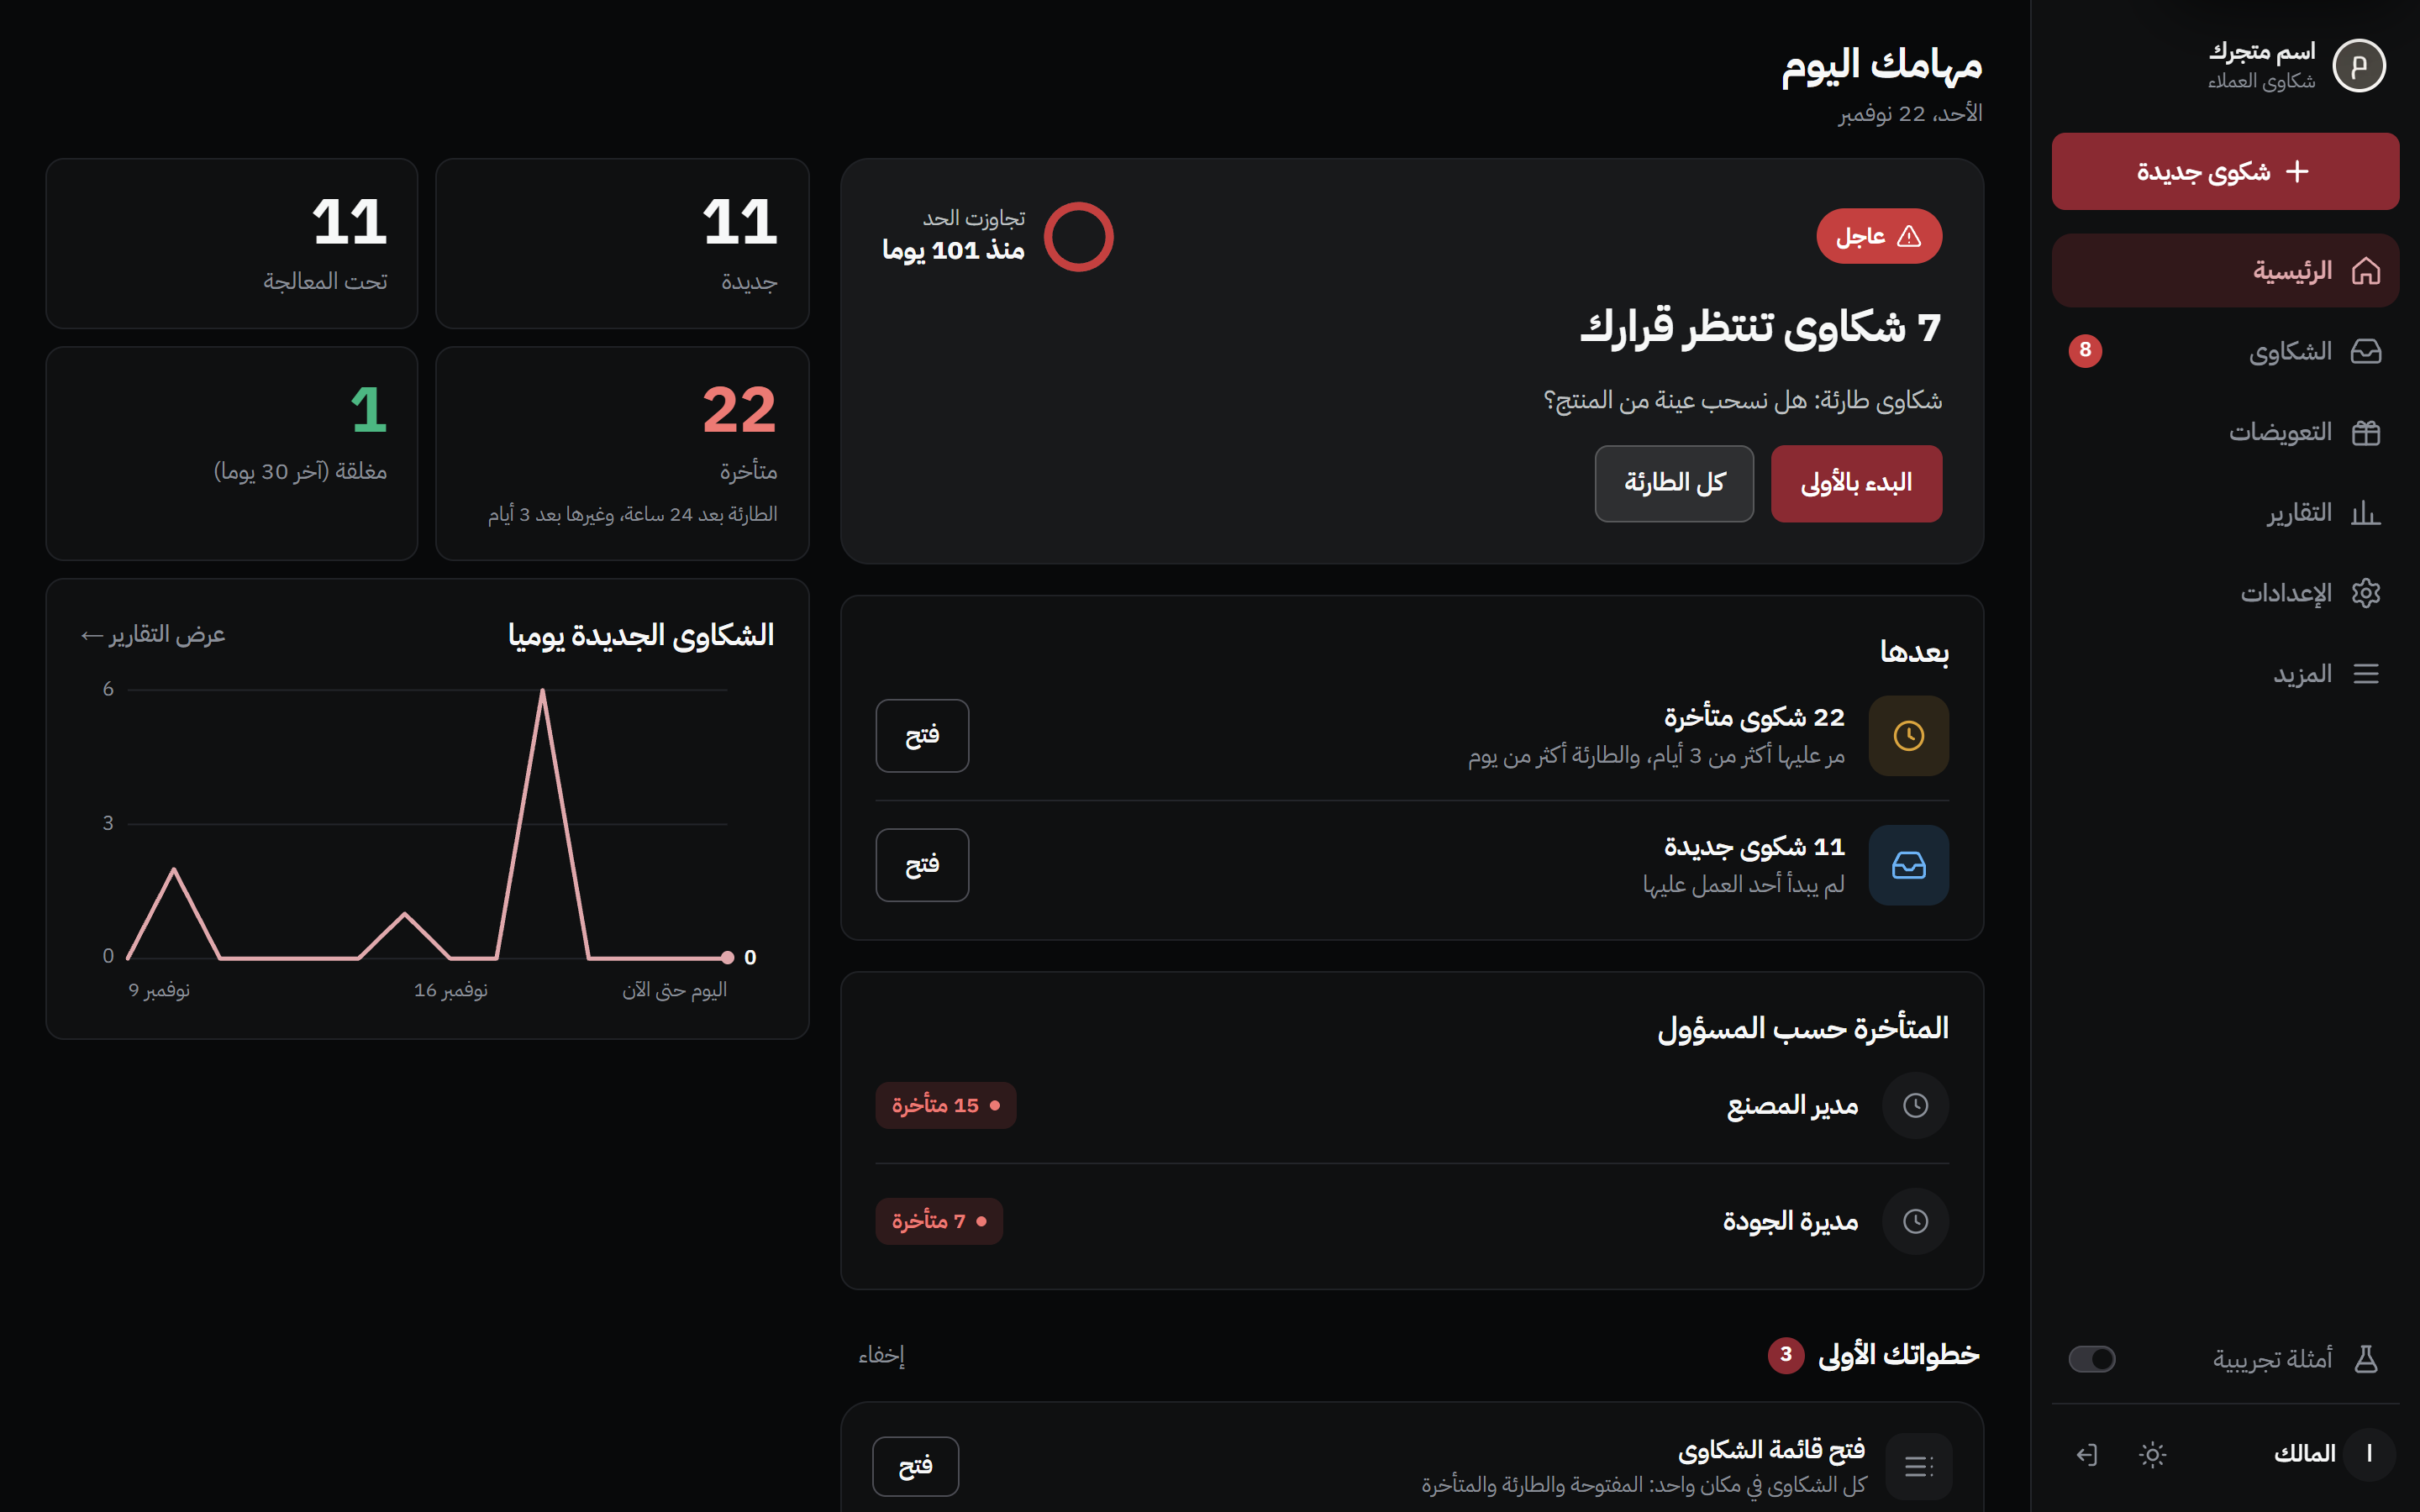 اسم متجرك
شكاوى العملاء
شكوى جديدة
الرئيسية
الشكاوى
8
التعويضات
التقارير
الإعدادات
المزيد
أمثلة تجريبية
ا
المالك
مهامك اليوم
الأحد، 22 نوفمبر
عاجل
تجاوزت الحد
منذ 101 يوما
7 شكاوى تنتظر قرارك
شكاوى طارئة: هل نسحب عينة من المنتج؟
البدء بالأولى
كل الطارئة
بعدها
22 شكوى متأخرة
مر عليها أكثر من 3 أيام، والطارئة أكثر من يوم
فتح
11 شكوى جديدة
لم يبدأ أحد العمل عليها
فتح
المتأخرة حسب المسؤول
مدير المصنع
15 متأخرة
مديرة الجودة
7 متأخرة
خطواتك الأولى
3
إخفاء
فتح قائمة الشكاوى
كل الشكاوى في مكان واحد: المفتوحة والطارئة والمتأخرة
فتح
11
جديدة
11
تحت المعالجة
22
متأخرة
الطارئة بعد 24 ساعة، وغيرها بعد 3 أيام
1
مغلقة (آخر 30 يوما)
الشكاوى الجديدة يوميا
عرض التقارير ←
6
3
0
0
9 نوفمبر
16 نوفمبر
اليوم حتى الآن